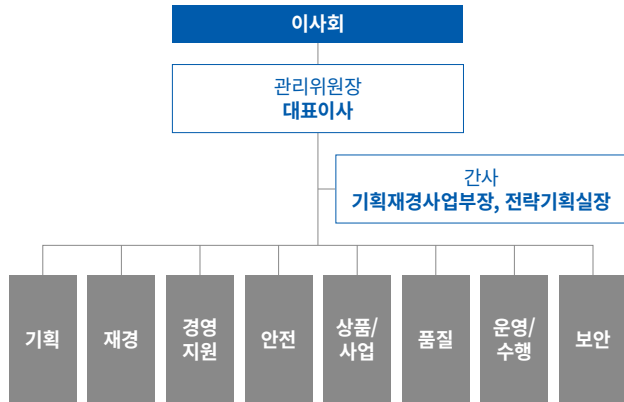 이사회
관리위원장
대표이사
간사
기획재경사업부장, 전략기획실장
기획
재경
경영
지원
안전
상품/
사업
품질
운영/
수행
보안